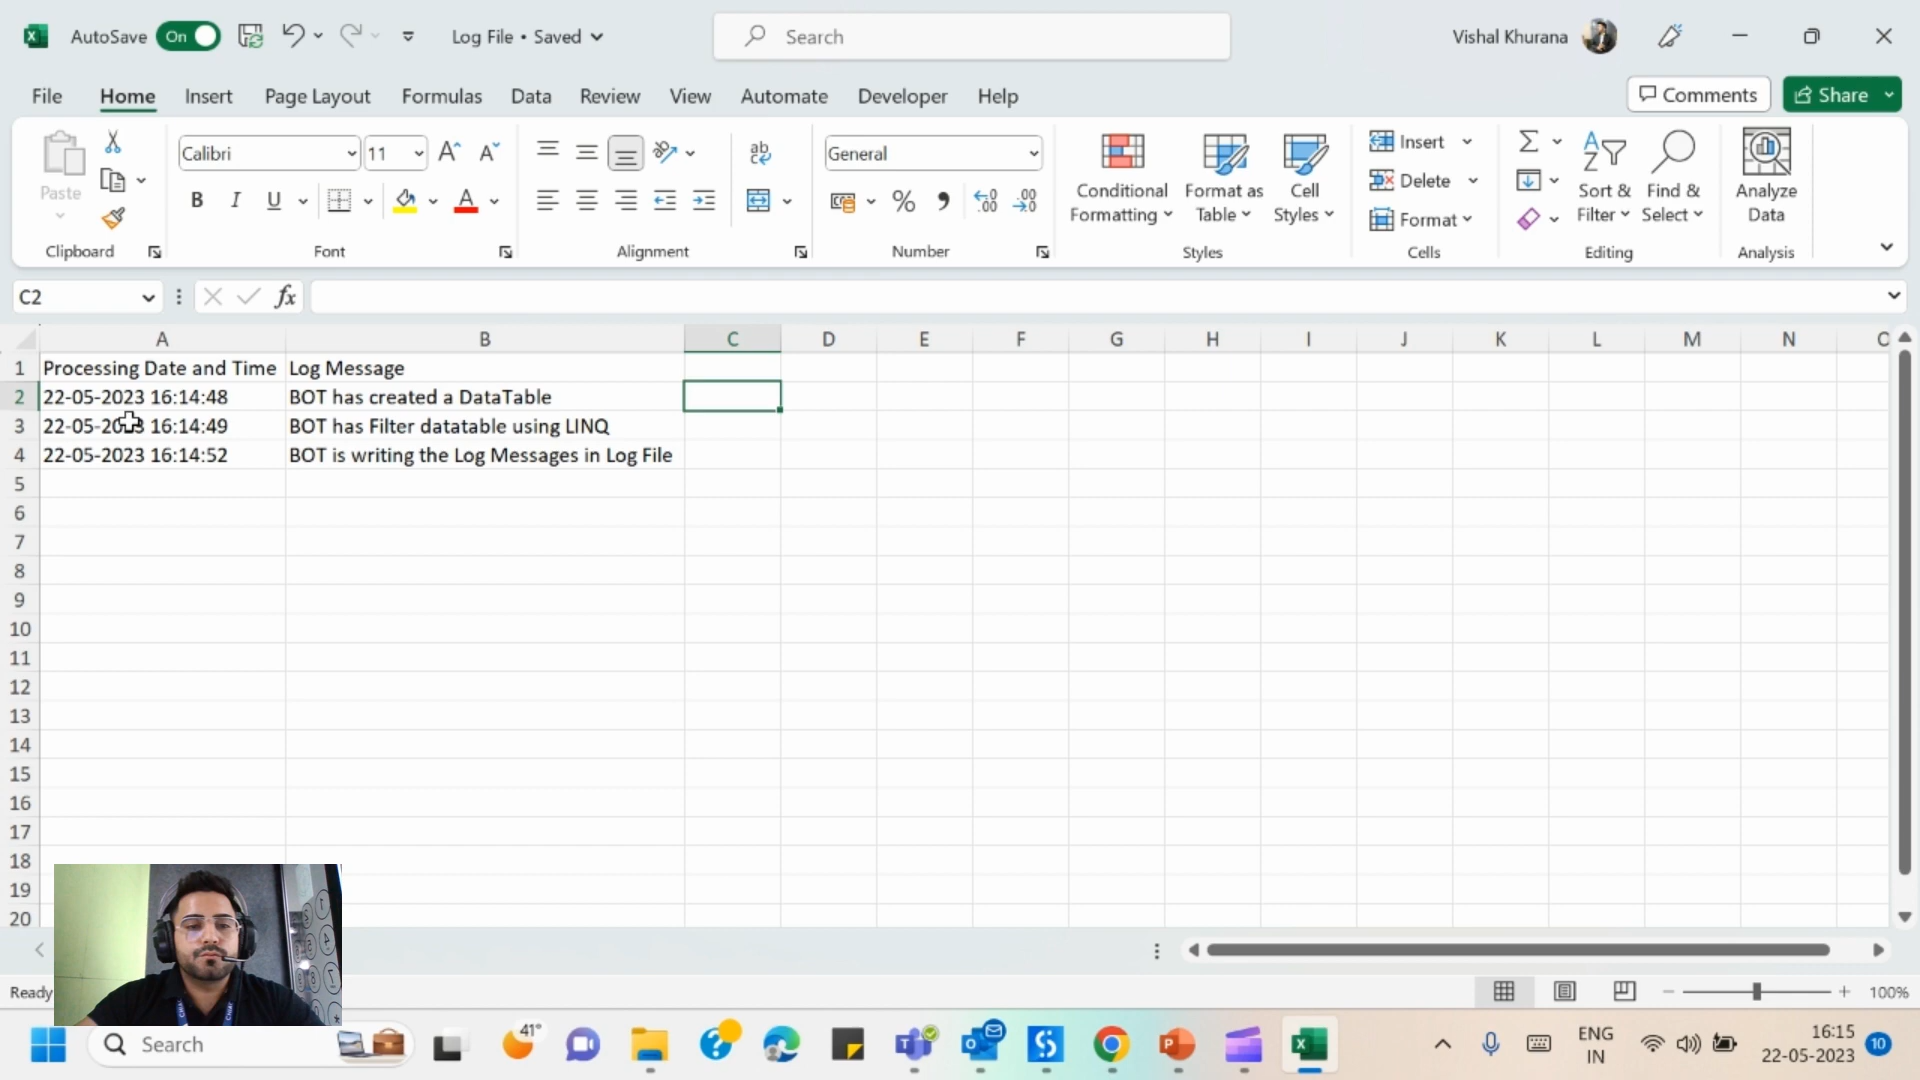 AutoSave On Log File • Saved Search Vishal Khurana
File Home Insert Page Layout Formulas Data Review View Automate Developer Help Comments Share
Paste
Clipboard
Calibri 11
B I U A
Font
ab
Alignment
General
% .00
Number
Conditional Formatting
Format as Table
Cell Styles
Styles
Insert
Delete
Format
Cells
Sort & Filter
Find & Select
Editing
Analyze Data
Analysis
C2 fx
A B C D E F G H I J K L M N
1 Processing Date and Time Log Message
2 22-05-2023 16:14:48 BOT has created a DataTable
3 22-05-2023 16:14:49 BOT has Filter datatable using LINQ
4 22-05-2023 16:14:52 BOT is writing the Log Messages in Log File
5
6
7
8
9
10
11
12
13
14
15
16
17
18
19
20
Ready 100%
Search 41° ENG IN 16:15 22-05-2023 10